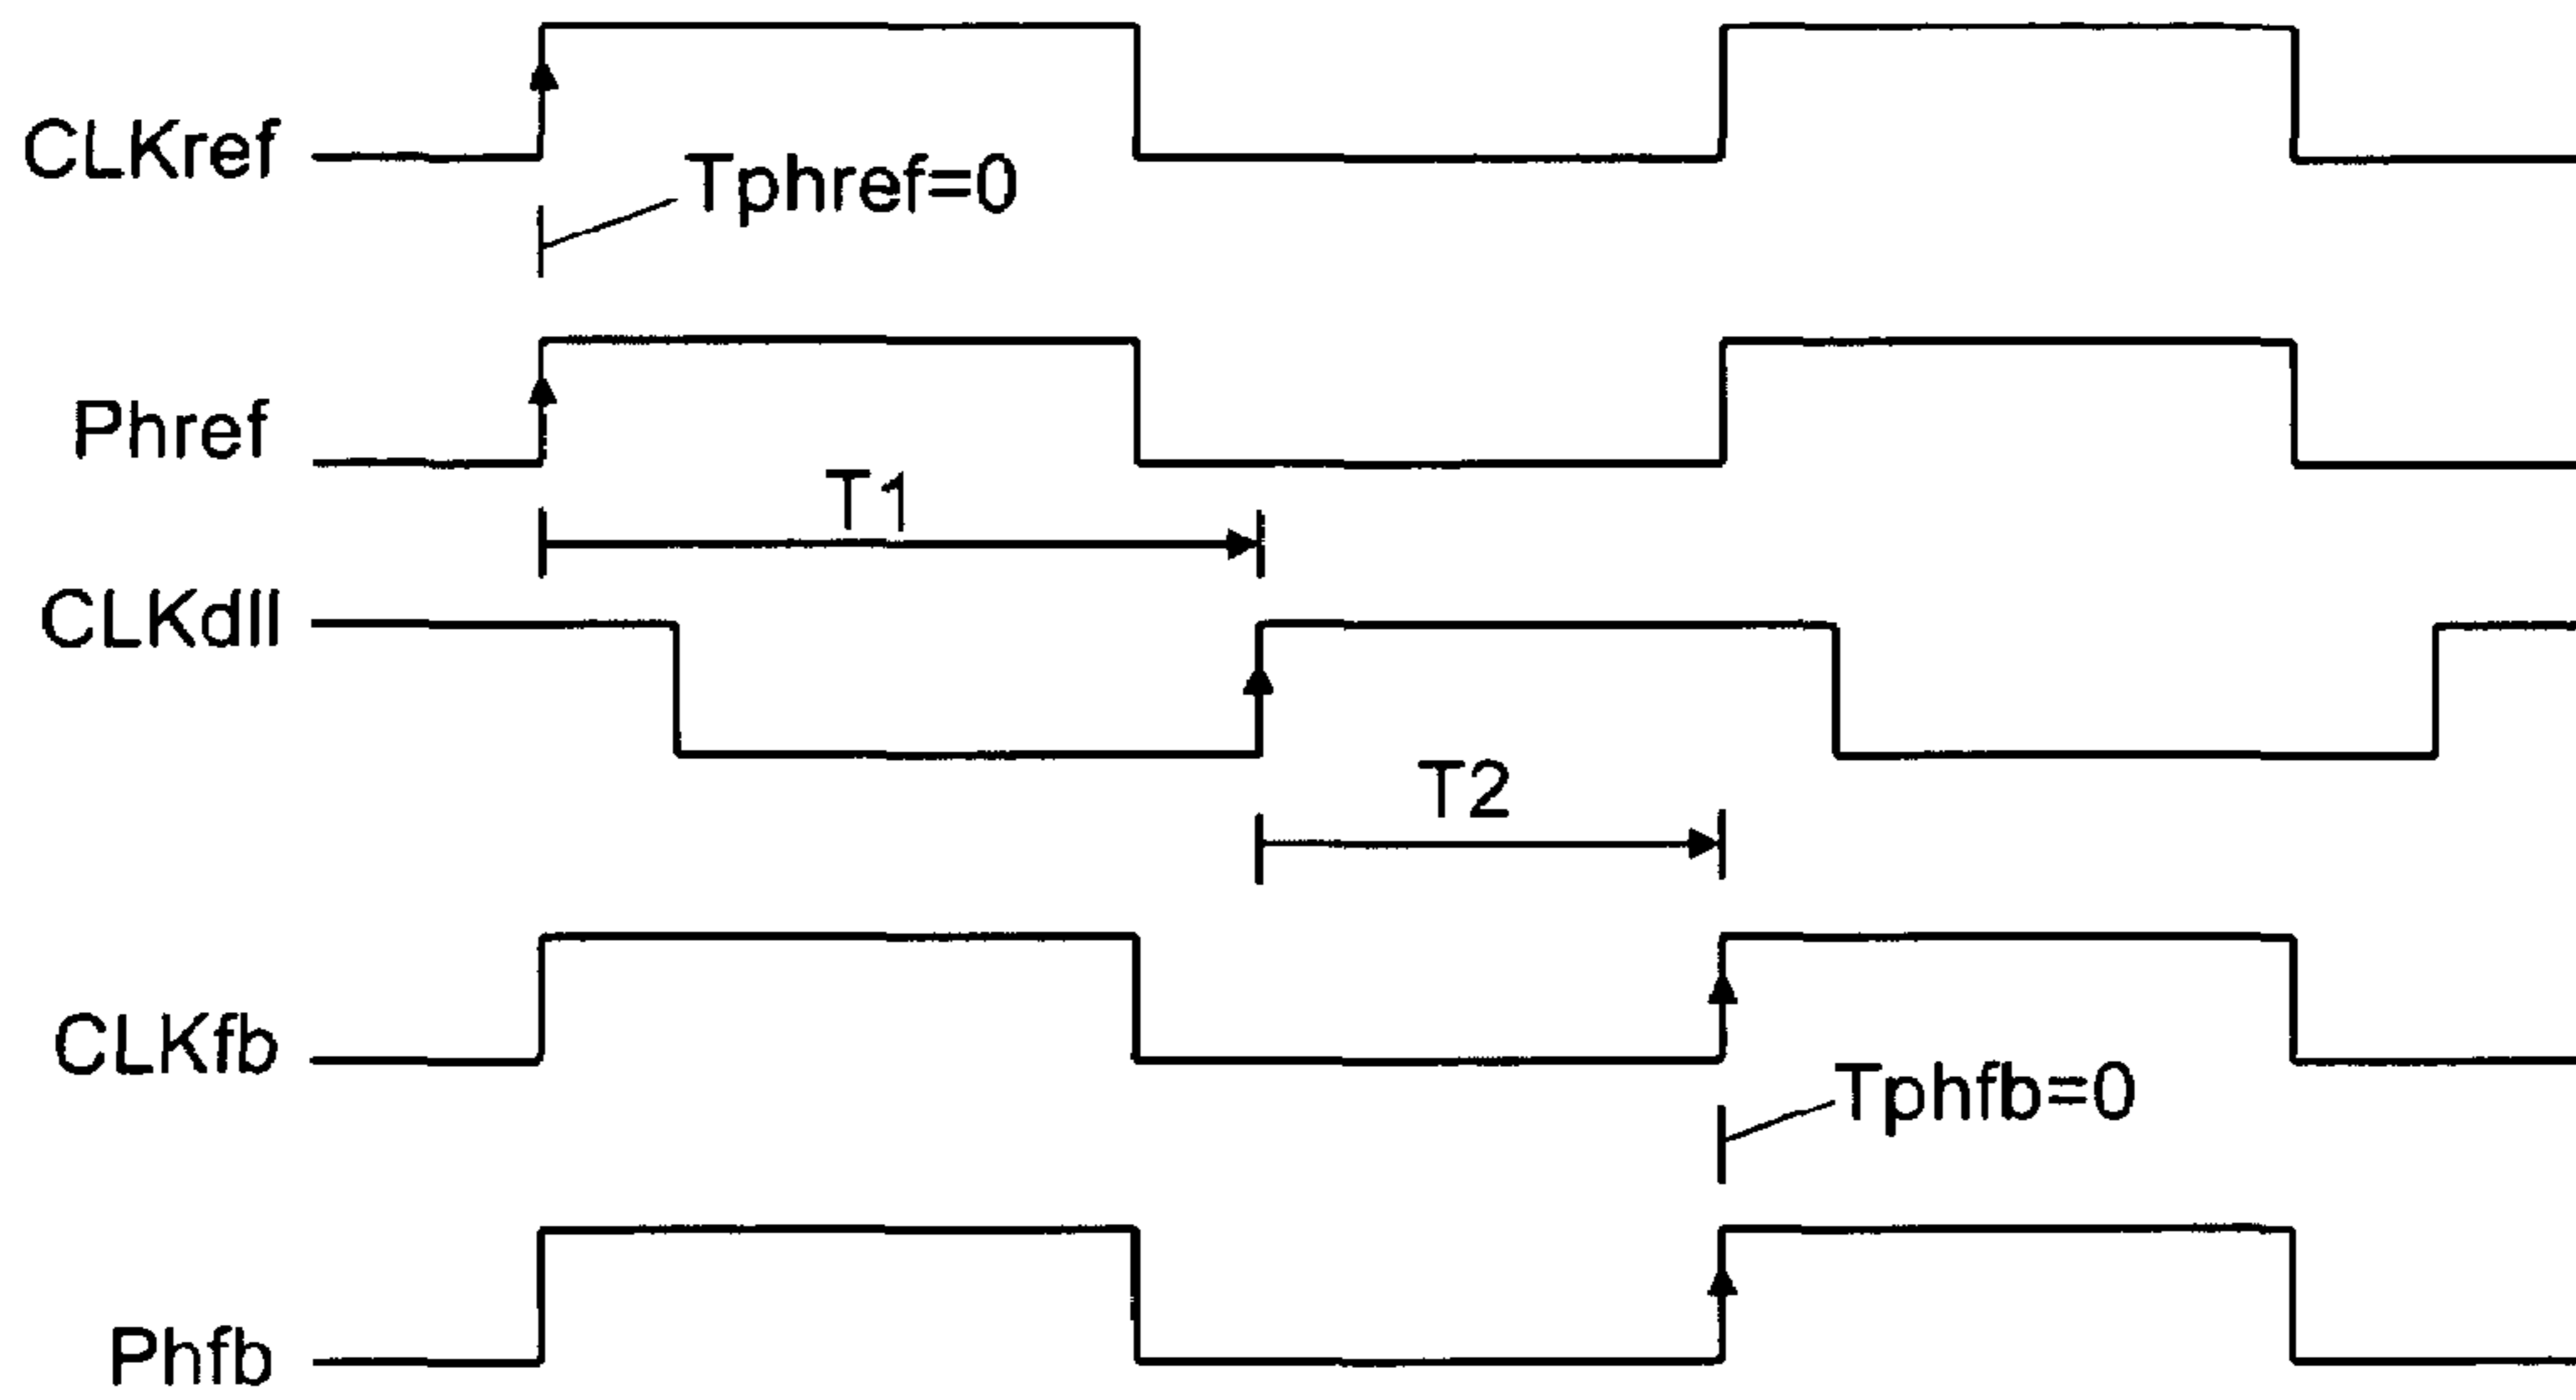 CLKref
Tphref=0
Phref
T1
CLKdll
T2
CLKfb
Tphfb=0
Phfb